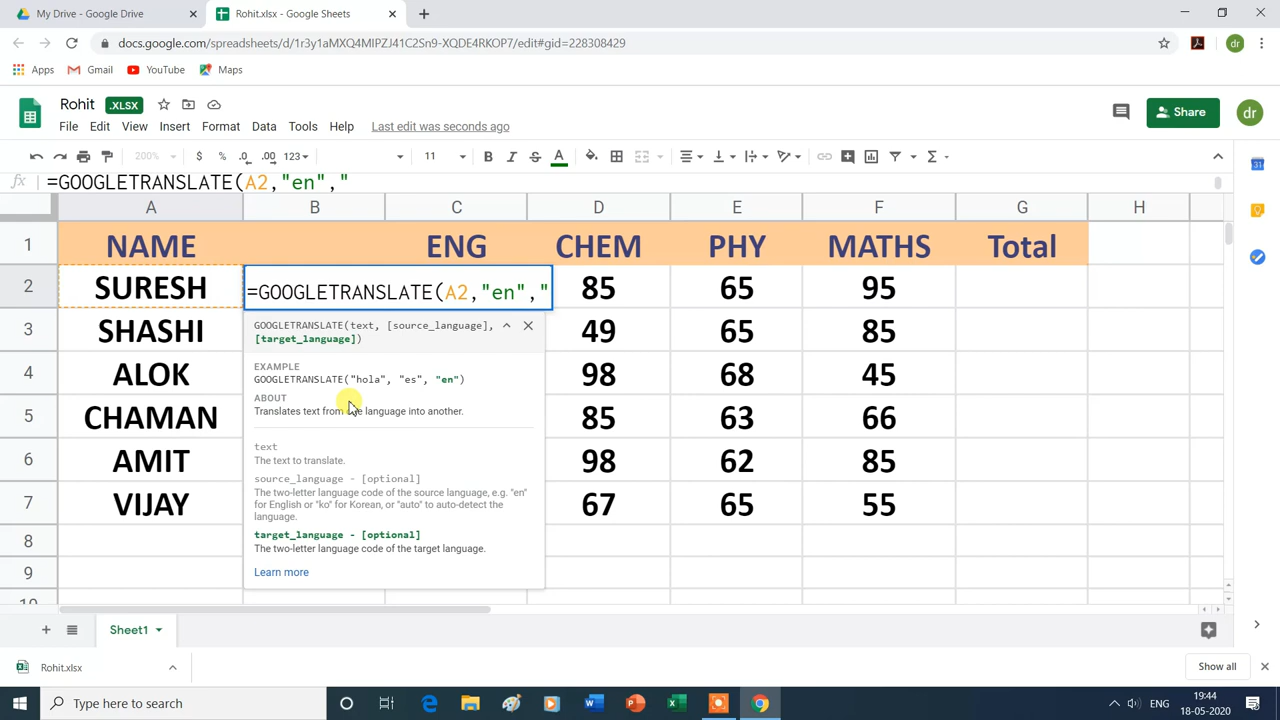 My Drive - Google Drive
Rohit.xlsx - Google Sheets
docs.google.com/spreadsheets/d/1r3y1aMXQ4MIPZJ41C2Sn9-XQDE4RKOP7/edit#gid=228308429
dr
Apps Gmail YouTube Maps
Rohit .XLSX
File Edit View Insert Format Data Tools Help Last edit was seconds ago
Share
dr
200% $ % .0 .00 123 11 B I S A Σ
fx =GOOGLETRANSLATE(A2,"en","
A B C D E F G H
1 NAME ENG CHEM PHY MATHS Total
2 SURESH =GOOGLETRANSLATE(A2,"en"," 85 65 95
3 SHASHI 49 65 85
4 ALOK 98 68 45
5 CHAMAN 85 63 66
6 AMIT 98 62 85
7 VIJAY 67 65 55
8
9
10
GOOGLETRANSLATE(text, [source_language],
[target_language])
EXAMPLE
GOOGLETRANSLATE("hola", "es", "en")
ABOUT
Translates text from one language into another.
text
The text to translate.
source_language - [optional]
The two-letter language code of the source language, e.g. "en"
for English or "ko" for Korean, or "auto" to auto-detect the
language.
target_language - [optional]
The two-letter language code of the target language.
Learn more
31
Sheet1
Rohit.xlsx
Show all
Type here to search
ENG
19:44
18-05-2020